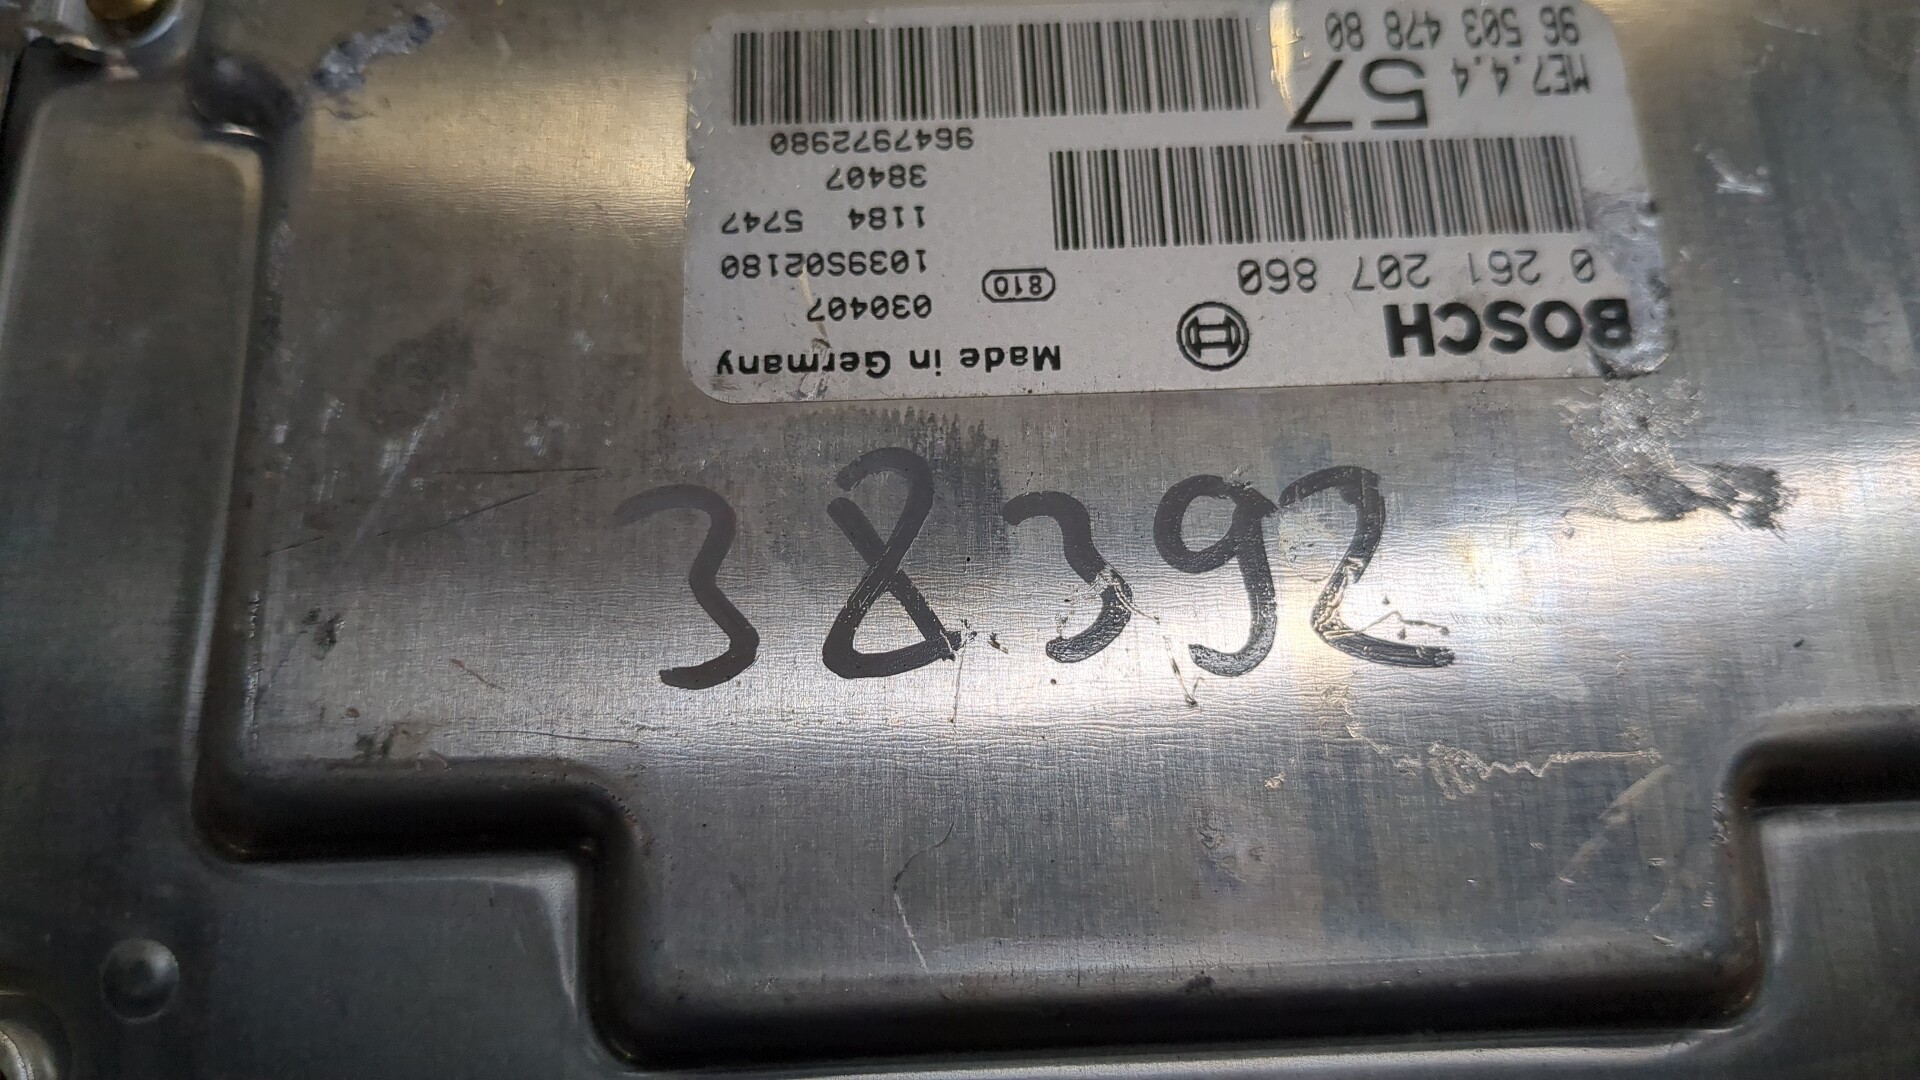 BOSCH
0 261 207 860
57 ME7.4.4
96 503 478 80
Made in Germany
030407
810
1039S02180
1184 5747
38407
9647972980
38392